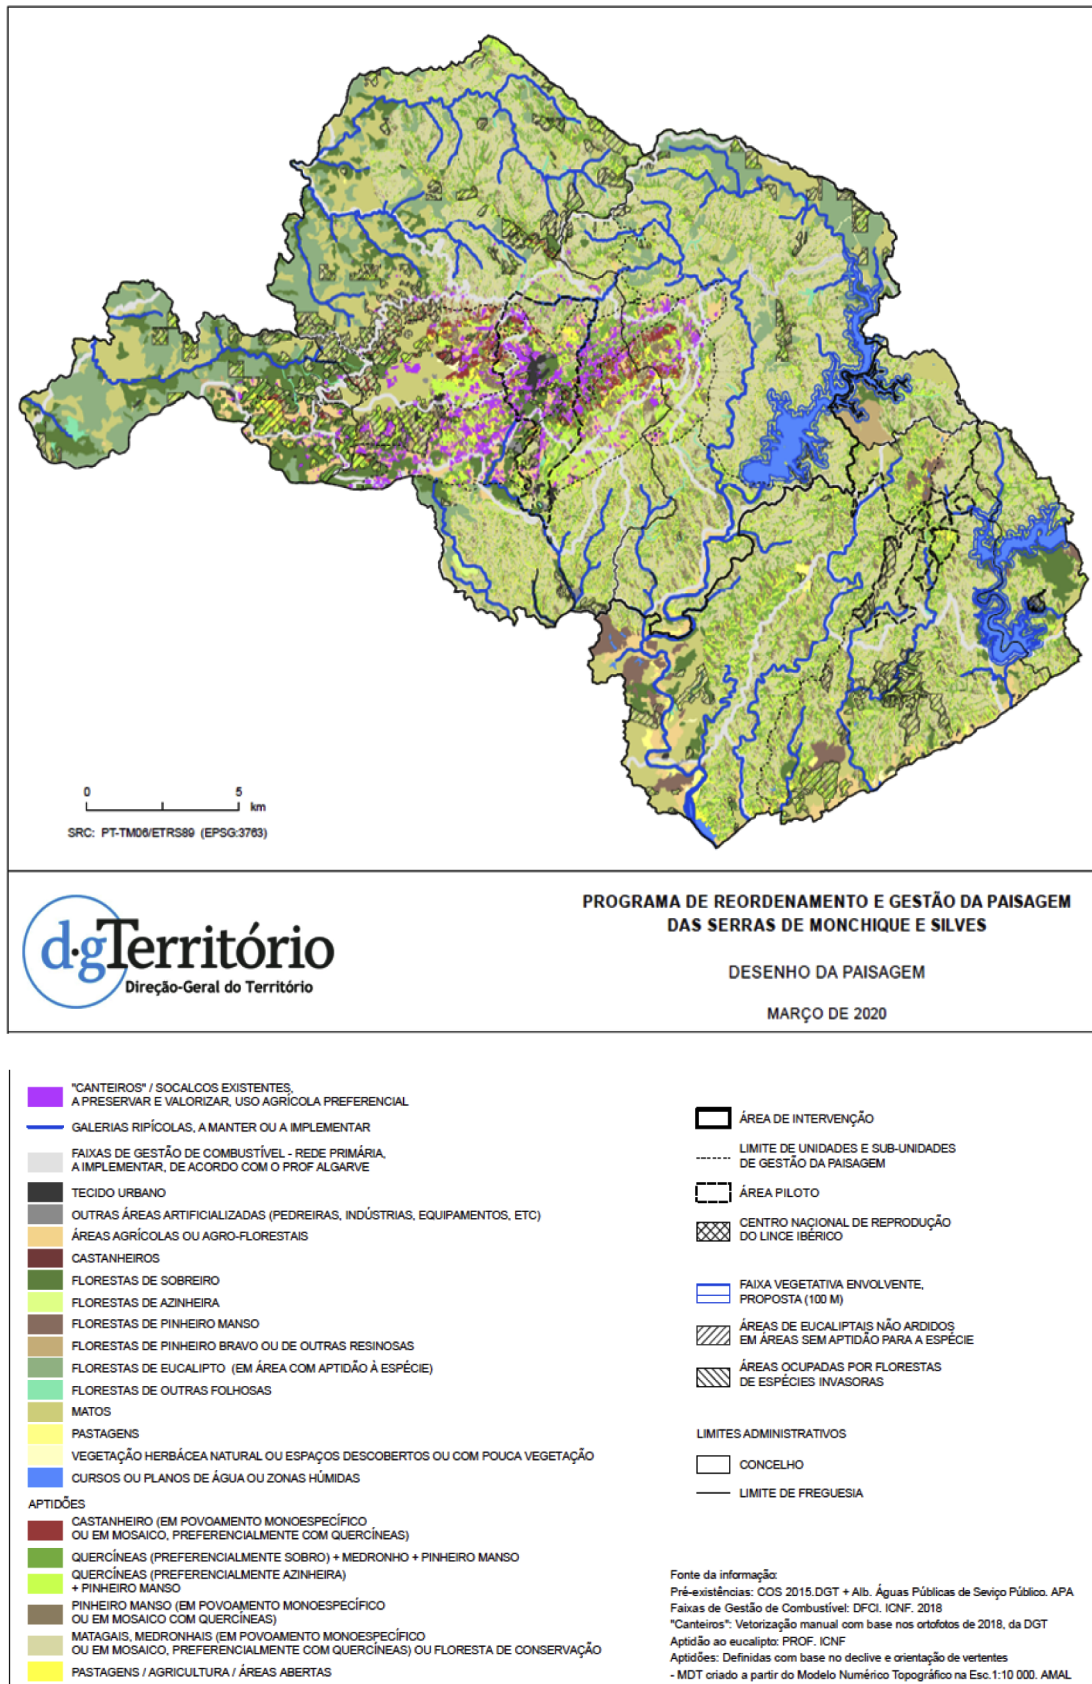 0
5
km
SRC: PT-TM06/ETRS89 (EPSG:3763)
d·gTerritório
Direção-Geral do Território
PROGRAMA DE REORDENAMENTO E GESTÃO DA PAISAGEM
DAS SERRAS DE MONCHIQUE E SILVES
DESENHO DA PAISAGEM
MARÇO DE 2020
"CANTEIROS" / SOCALCOS EXISTENTES,
A PRESERVAR E VALORIZAR, USO AGRÍCOLA PREFERENCIAL
GALERIAS RIPÍCOLAS, A MANTER OU A IMPLEMENTAR
FAIXAS DE GESTÃO DE COMBUSTÍVEL - REDE PRIMÁRIA,
A IMPLEMENTAR, DE ACORDO COM O PROF ALGARVE
TECIDO URBANO
OUTRAS ÁREAS ARTIFICIALIZADAS (PEDREIRAS, INDÚSTRIAS, EQUIPAMENTOS, ETC)
ÁREAS AGRÍCOLAS OU AGRO-FLORESTAIS
CASTANHEIROS
FLORESTAS DE SOBREIRO
FLORESTAS DE AZINHEIRA
FLORESTAS DE PINHEIRO MANSO
FLORESTAS DE PINHEIRO BRAVO OU DE OUTRAS RESINOSAS
FLORESTAS DE EUCALIPTO (EM ÁREA COM APTIDÃO À ESPÉCIE)
FLORESTAS DE OUTRAS FOLHOSAS
MATOS
PASTAGENS
VEGETAÇÃO HERBÁCEA NATURAL OU ESPAÇOS DESCOBERTOS OU COM POUCA VEGETAÇÃO
CURSOS OU PLANOS DE ÁGUA OU ZONAS HÚMIDAS
APTIDÕES
CASTANHEIRO (EM POVOAMENTO MONOESPECÍFICO
OU EM MOSAICO, PREFERENCIALMENTE COM QUERCÍNEAS)
QUERCÍNEAS (PREFERENCIALMENTE SOBRO) + MEDRONHO + PINHEIRO MANSO
QUERCÍNEAS (PREFERENCIALMENTE AZINHEIRA)
+ PINHEIRO MANSO
PINHEIRO MANSO (EM POVOAMENTO MONOESPECÍFICO
OU EM MOSAICO COM QUERCÍNEAS)
MATAGAIS, MEDRONHAIS (EM POVOAMENTO MONOESPECÍFICO
OU EM MOSAICO, PREFERENCIALMENTE COM QUERCÍNEAS) OU FLORESTA DE CONSERVAÇÃO
PASTAGENS / AGRICULTURA / ÁREAS ABERTAS
ÁREA DE INTERVENÇÃO
LIMITE DE UNIDADES E SUB-UNIDADES
DE GESTÃO DA PAISAGEM
ÁREA PILOTO
CENTRO NACIONAL DE REPRODUÇÃO
DO LINCE IBÉRICO
FAIXA VEGETATIVA ENVOLVENTE,
PROPOSTA (100 M)
ÁREAS DE EUCALIPTAIS NÃO ARDIDOS
EM ÁREAS SEM APTIDÃO PARA A ESPÉCIE
ÁREAS OCUPADAS POR FLORESTAS
DE ESPÉCIES INVASORAS
LIMITES ADMINISTRATIVOS
CONCELHO
LIMITE DE FREGUESIA
Fonte da informação:
Pré-existências: COS 2015.DGT + Alb. Águas Públicas de Seviço Público. APA
Faixas de Gestão de Combustível: DFCI. ICNF. 2018
"Canteiros": Vetorização manual com base nos ortofotos de 2018, da DGT
Aptidão ao eucalipto: PROF. ICNF
Aptidões: Definidas com base no declive e orientação de vertentes
- MDT criado a partir do Modelo Numérico Topográfico na Esc.1:10 000. AMAL